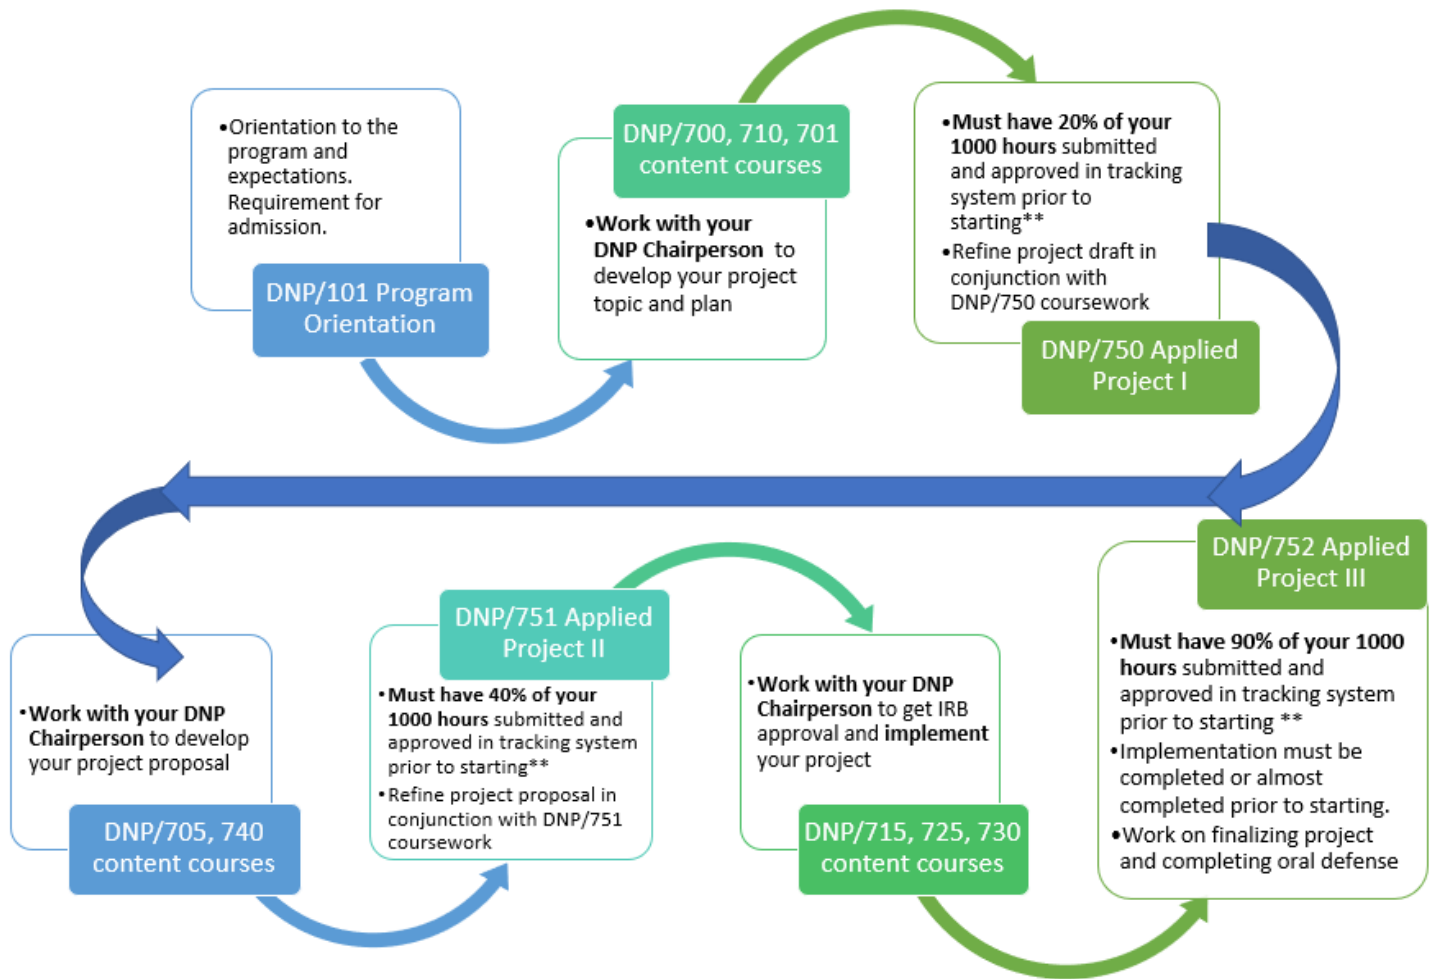 •Orientation to the
program and
expectations.
Requirement for
admission.
DNP/101 Program
Orientation
DNP/700, 710, 701
content courses
•Work with your
DNP Chairperson to
develop your project
topic and plan
•Must have 20% of your
1000 hours submitted
and approved in tracking
system prior to
starting**
•Refine project draft in
conjunction with
DNP/750 coursework
DNP/750 Applied
Project I
•Work with your DNP
Chairperson to develop
your project proposal
DNP/705, 740
content courses
DNP/751 Applied
Project II
•Must have 40% of your
1000 hours submitted and
approved in tracking system
prior to starting**
•Refine project proposal in
conjunction with DNP/751
coursework
•Work with your DNP
Chairperson to get IRB
approval and implement
your project
DNP/715, 725, 730
content courses
DNP/752 Applied
Project III
•Must have 90% of your 1000
hours submitted and
approved in tracking system
prior to starting **
•Implementation must be
completed or almost
completed prior to starting.
•Work on finalizing project
and completing oral defense